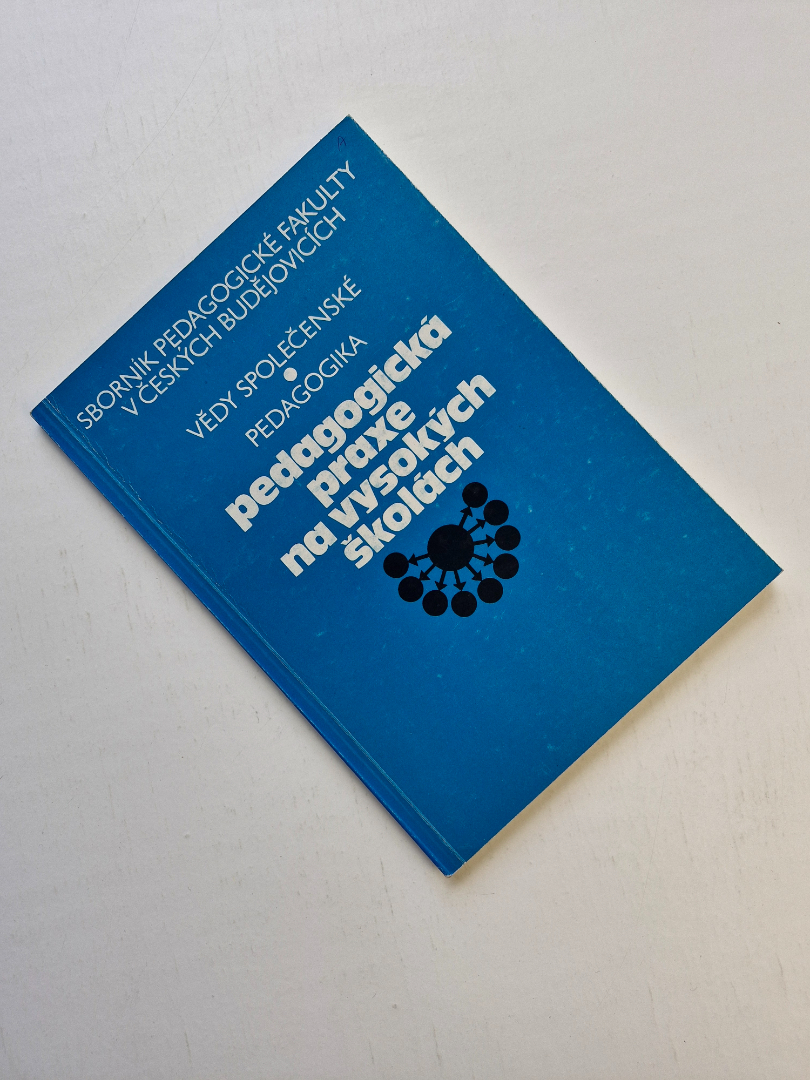 SBORNÍK PEDAGOGICKÉ FAKULTY
V ČESKÝCH BUDĚJOVICÍCH
VĚDY SPOLEČENSKÉ
PEDAGOGIKA
pedagogická
praxe
na vysokých
školách